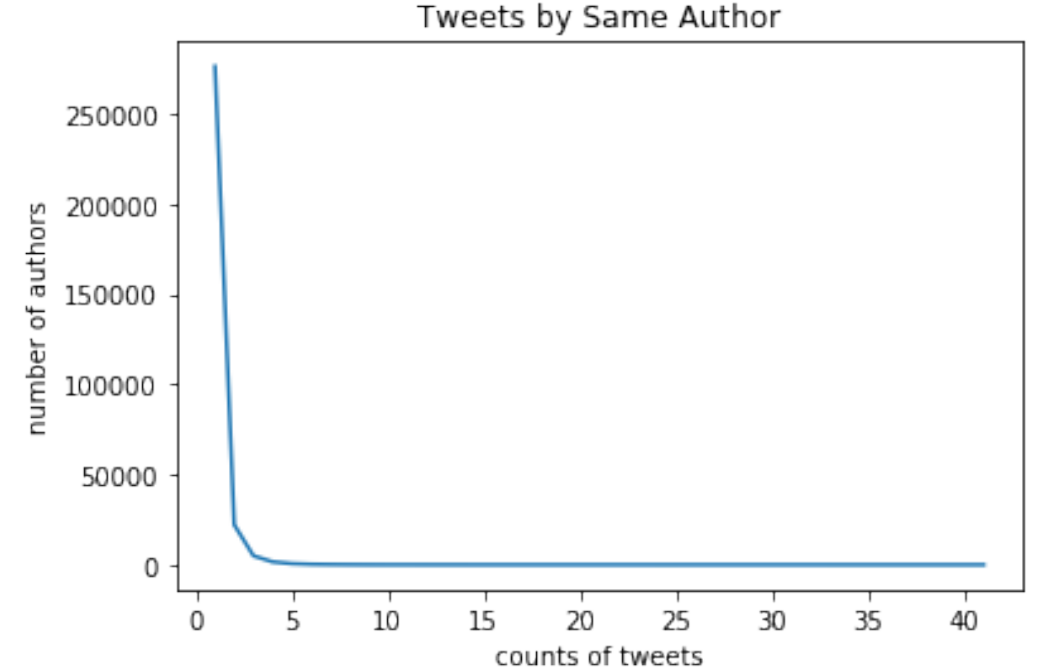 Tweets by Same Author
250000
200000
150000
100000
50000
0
number of authors
0 5 10 15 20 25 30 35 40
counts of tweets